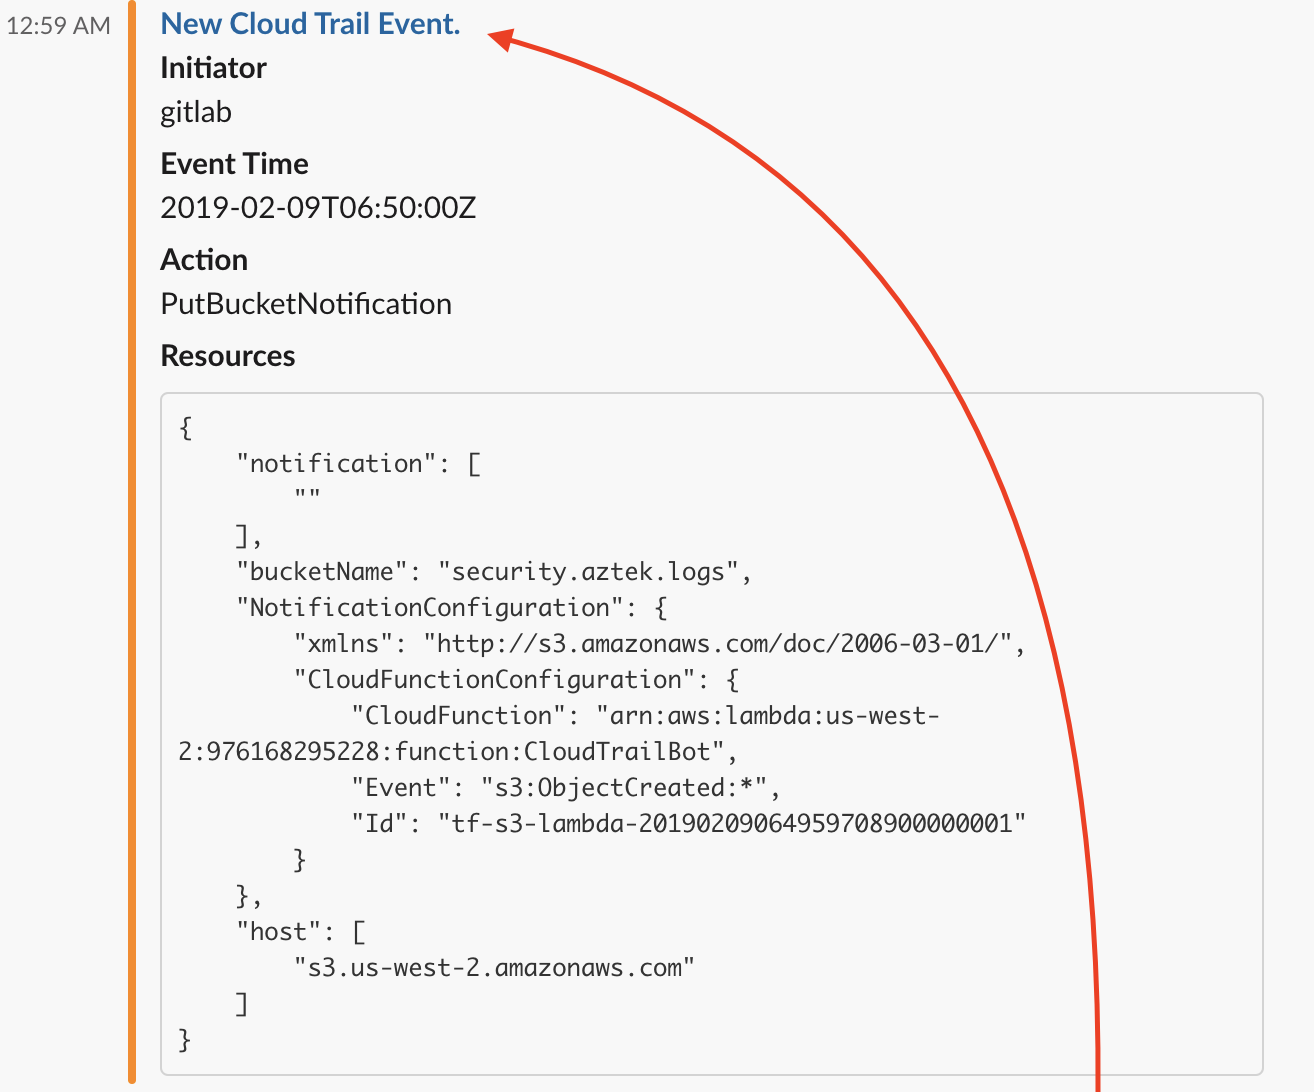 12:59 AM
New Cloud Trail Event.
Initiator
gitlab
Event Time
2019-02-09T06:50:00Z
Action
PutBucketNotification
Resources
{
    "notification": [
        ""
    ],
    "bucketName": "security.aztek.logs",
    "NotificationConfiguration": {
        "xmlns": "http://s3.amazonaws.com/doc/2006-03-01/",
        "CloudFunctionConfiguration": {
            "CloudFunction": "arn:aws:lambda:us-west-
2:976168295228:function:CloudTrailBot",
            "Event": "s3:ObjectCreated:*",
            "Id": "tf-s3-lambda-20190209064959708900000001"
        }
    },
    "host": [
        "s3.us-west-2.amazonaws.com"
    ]
}